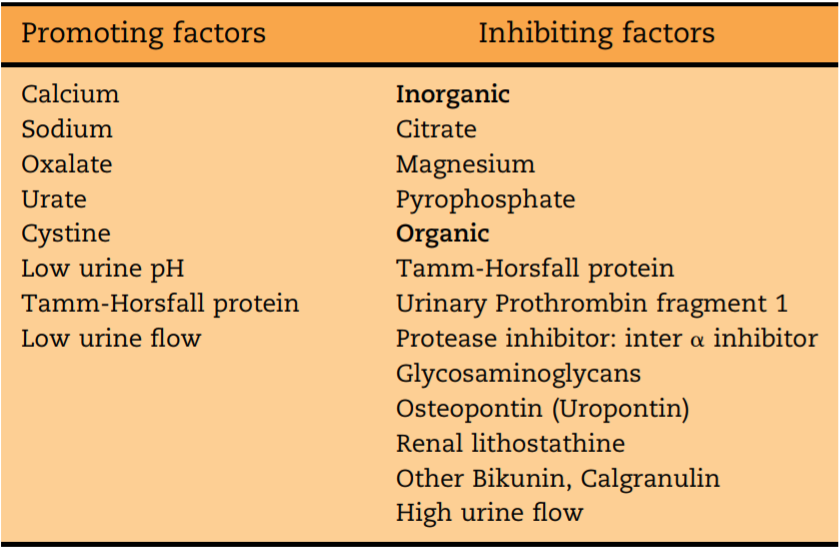 Promoting factors
Inhibiting factors
Calcium
Sodium
Oxalate
Urate
Cystine
Low urine pH
Tamm-Horsfall protein
Low urine flow
Inorganic
Citrate
Magnesium
Pyrophosphate
Organic
Tamm-Horsfall protein
Urinary Prothrombin fragment 1
Protease inhibitor: inter α inhibitor
Glycosaminoglycans
Osteopontin (Uropontin)
Renal lithostathine
Other Bikunin, Calgranulin
High urine flow